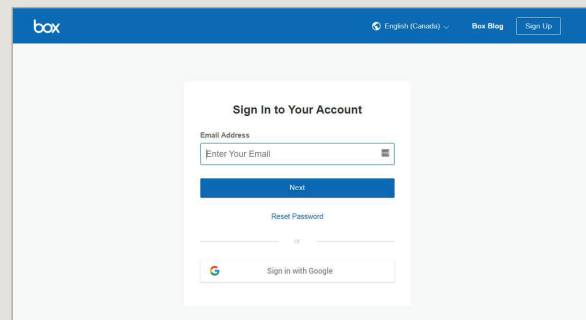 box
English (Canada)
Box Blog
Sign Up
Sign In to Your Account
Email Address
Enter Your Email
Next
Reset Password
or
Sign in with Google